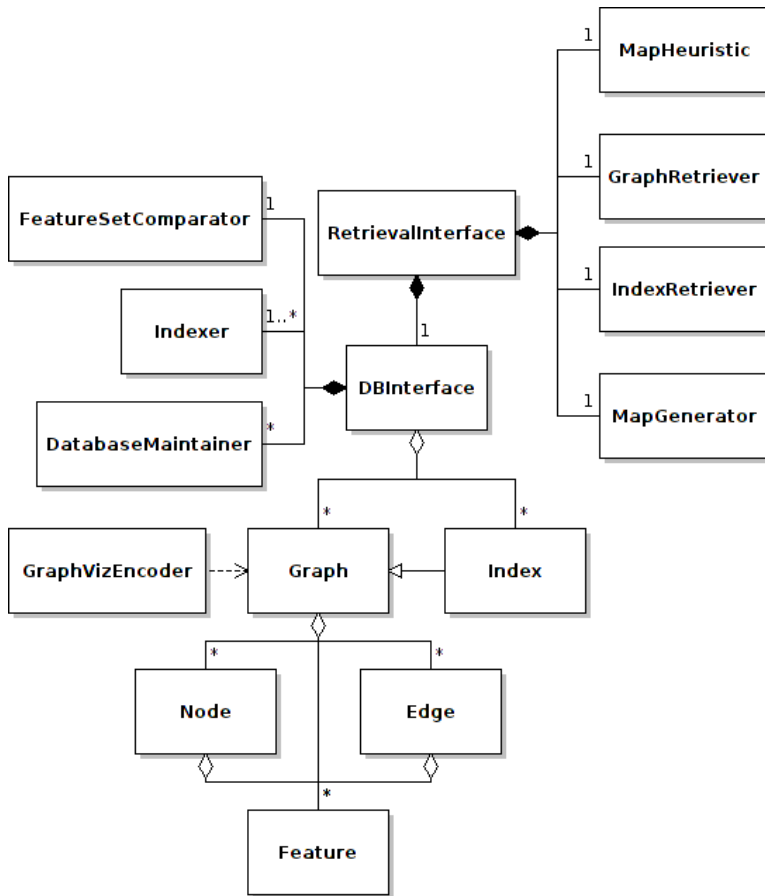 1
MapHeuristic
1
GraphRetriever
FeatureSetComparator
1
RetrievalInterface
1
IndexRetriever
Indexer
1..*
1
DBInterface
1
MapGenerator
DatabaseMaintainer
*
*
*
GraphVizEncoder
Graph
Index
*
*
Node
Edge
*
Feature